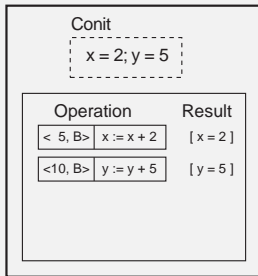 Conit
x = 2; y = 5
Operation Result
< 5, B> x := x + 2 [ x = 2 ]
<10, B> y := y + 5 [ y = 5 ]